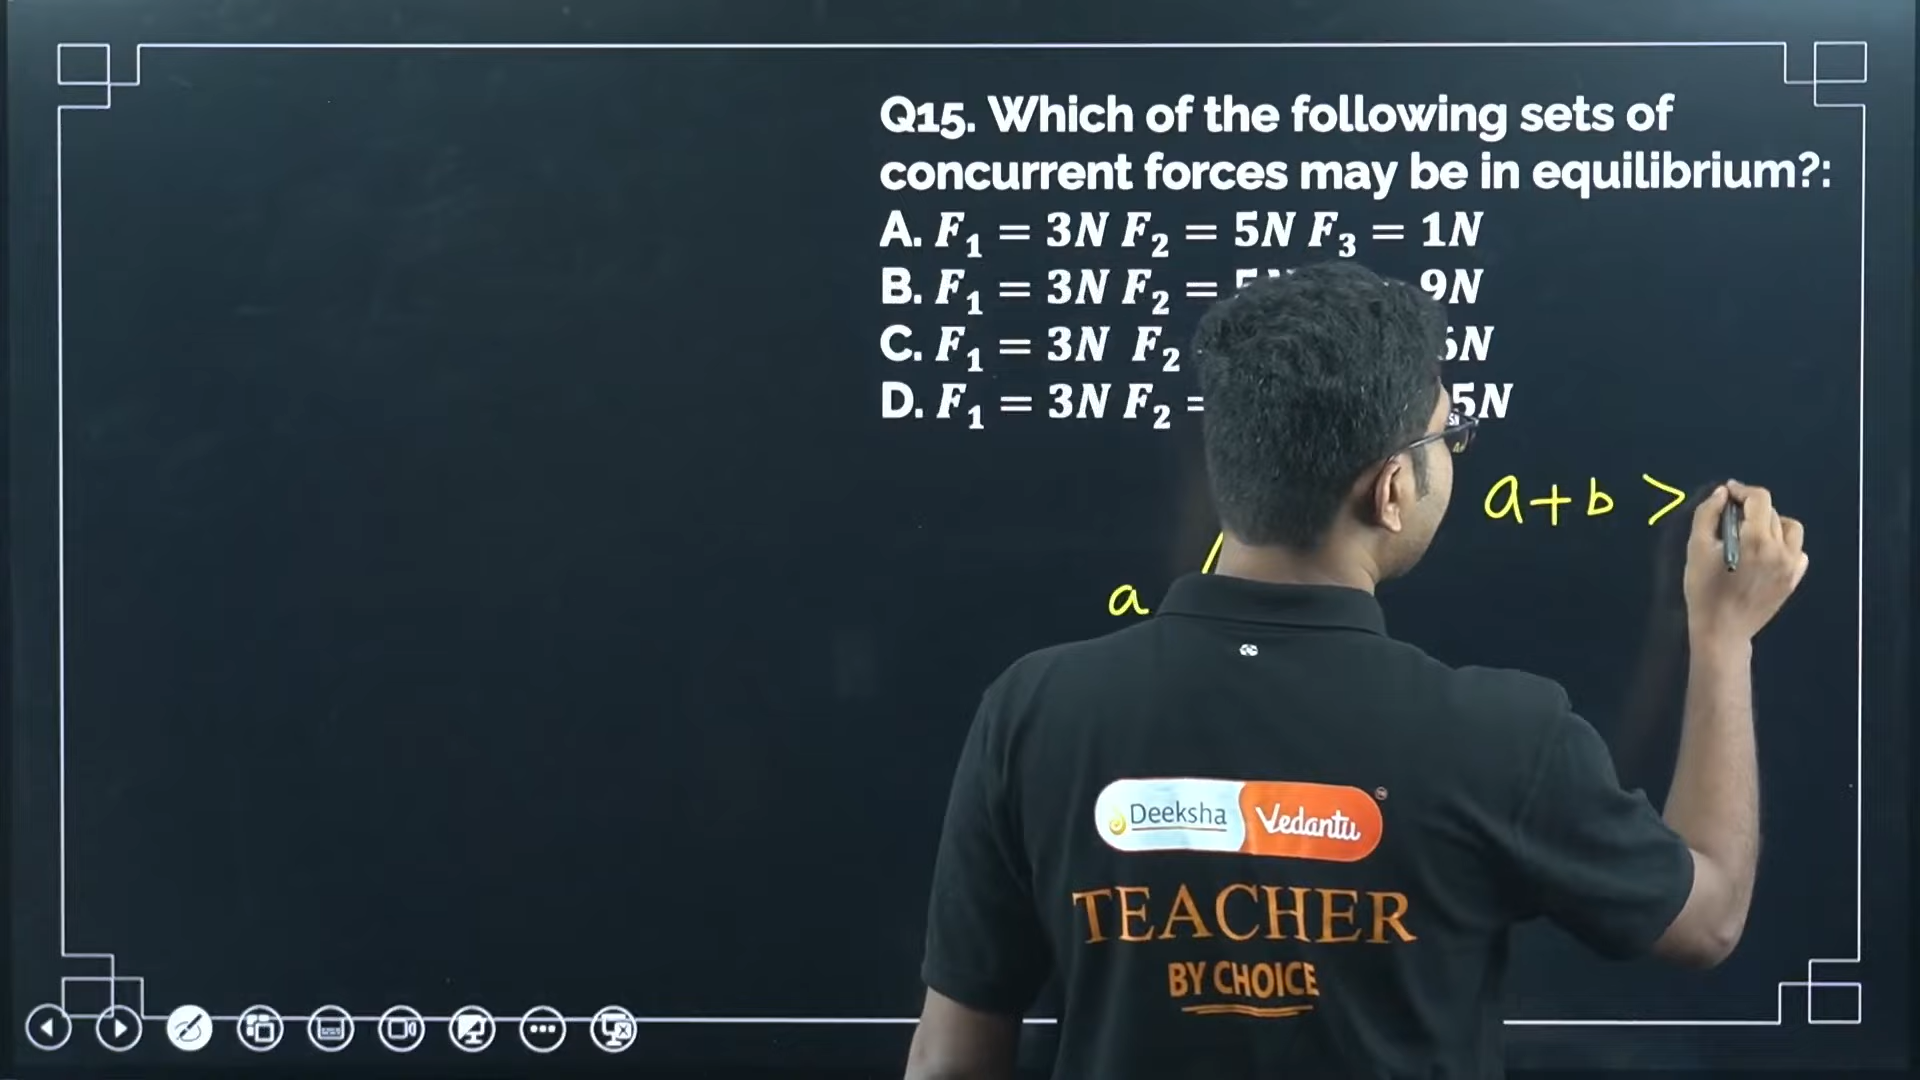 Q15. Which of the following sets of
concurrent forces may be in equilibrium?:
A. F₁ = 3N F₂ = 5N F₃ = 1N
B. F₁ = 3N F₂ = 9N
C. F₁ = 3N F₂ N
D. F₁ = 3N F₂ = 5N
a + b >
a
Deeksha Vedantu
TEACHER
BY CHOICE